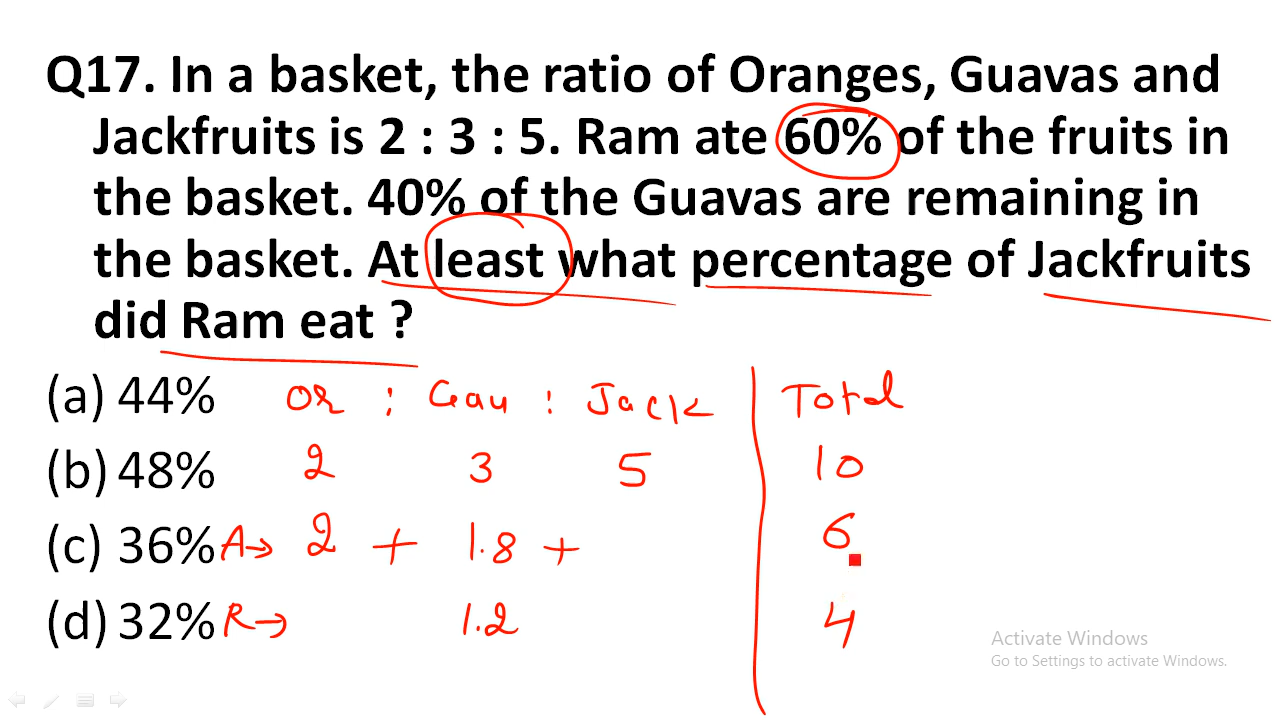 Q17. In a basket, the ratio of Oranges, Guavas and
Jackfruits is 2 : 3 : 5. Ram ate 60% of the fruits in
the basket. 40% of the Guavas are remaining in
the basket. At least what percentage of Jackfruits
did Ram eat ?
(a) 44% OR : Gau : Jack Total
(b) 48% 2 3 5 10
(c) 36% A→ 2 + 1.8 + 6
(d) 32% R→ 1.2 4
Activate Windows
Go to Settings to activate Windows.